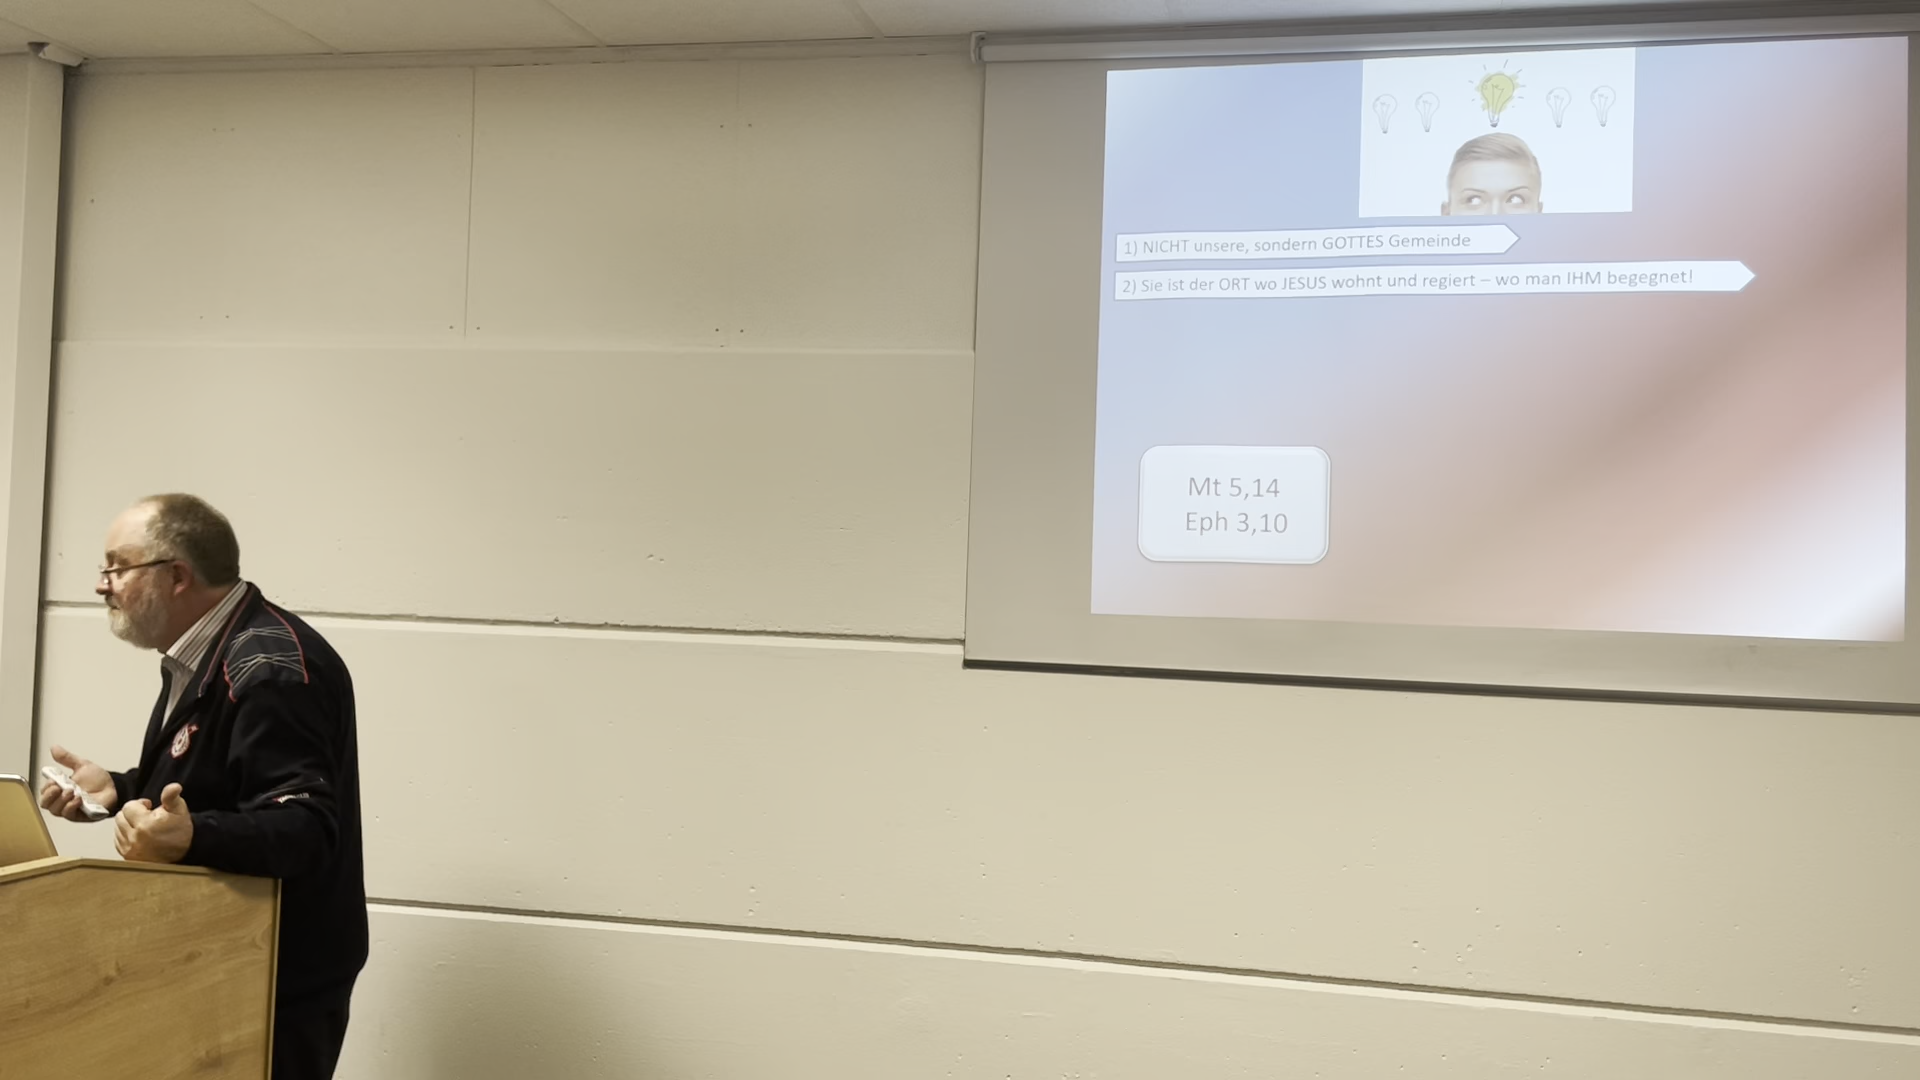 1) NICHT unsere, sondern GOTTES Gemeinde
2) Sie ist der ORT wo JESUS wohnt und regiert – wo man IHM begegnet!
Mt 5,14
Eph 3,10